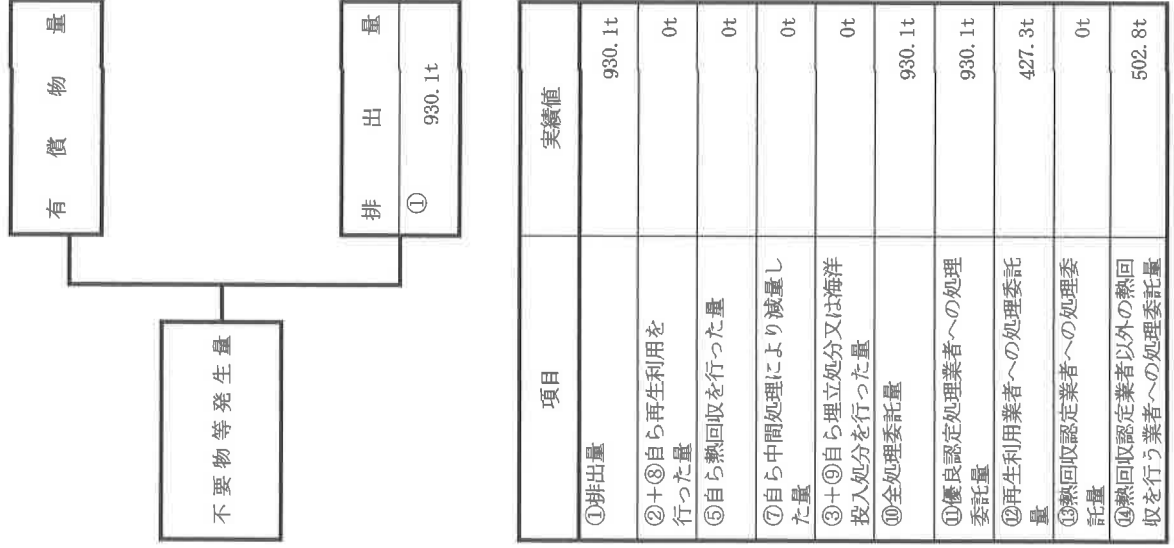 有償物量
不要物等発生量
排出量
①
930.1t
項目 実績値
①排出量 930.1t
②+⑧自ら再生利用を
行った量 0t
⑤自ら熱回収を行った量 0t
⑦自ら中間処理により減量し
た量 0t
③+⑨自ら埋立処分又は海洋
投入処分を行った量 0t
⑩全処理委託量 930.1t
⑪優良認定処理業者への処理
委託量 930.1t
⑫再生利用業者への処理委託
量 427.3t
⑬熱回収認定業者への処理委
託量 0t
⑭熱回収認定業者以外の熱回
収を行う業者への処理委託量 502.8t